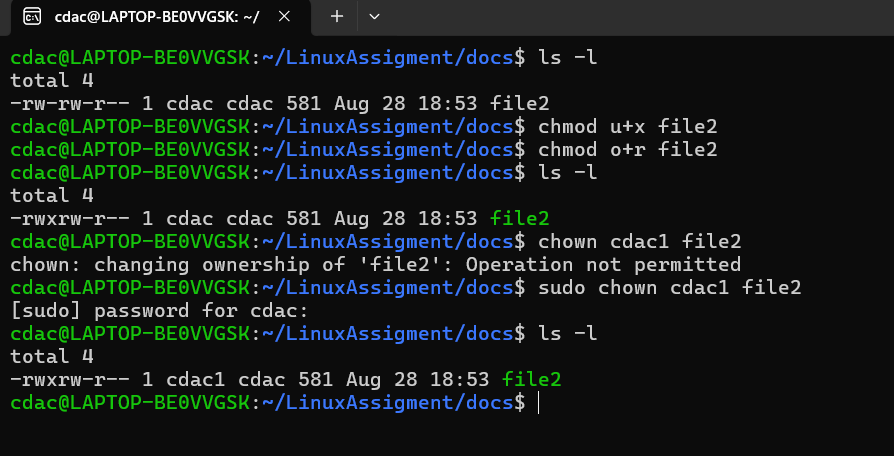 cdac@LAPTOP-BE0VVGSK: ~/
cdac@LAPTOP-BE0VVGSK:~/LinuxAssigment/docs$ ls -l
total 4
-rw-rw-r-- 1 cdac cdac 581 Aug 28 18:53 file2
cdac@LAPTOP-BE0VVGSK:~/LinuxAssigment/docs$ chmod u+x file2
cdac@LAPTOP-BE0VVGSK:~/LinuxAssigment/docs$ chmod o+r file2
cdac@LAPTOP-BE0VVGSK:~/LinuxAssigment/docs$ ls -l
total 4
-rwxrw-r-- 1 cdac cdac 581 Aug 28 18:53 file2
cdac@LAPTOP-BE0VVGSK:~/LinuxAssigment/docs$ chown cdac1 file2
chown: changing ownership of 'file2': Operation not permitted
cdac@LAPTOP-BE0VVGSK:~/LinuxAssigment/docs$ sudo chown cdac1 file2
[sudo] password for cdac:
cdac@LAPTOP-BE0VVGSK:~/LinuxAssigment/docs$ ls -l
total 4
-rwxrw-r-- 1 cdac1 cdac 581 Aug 28 18:53 file2
cdac@LAPTOP-BE0VVGSK:~/LinuxAssigment/docs$